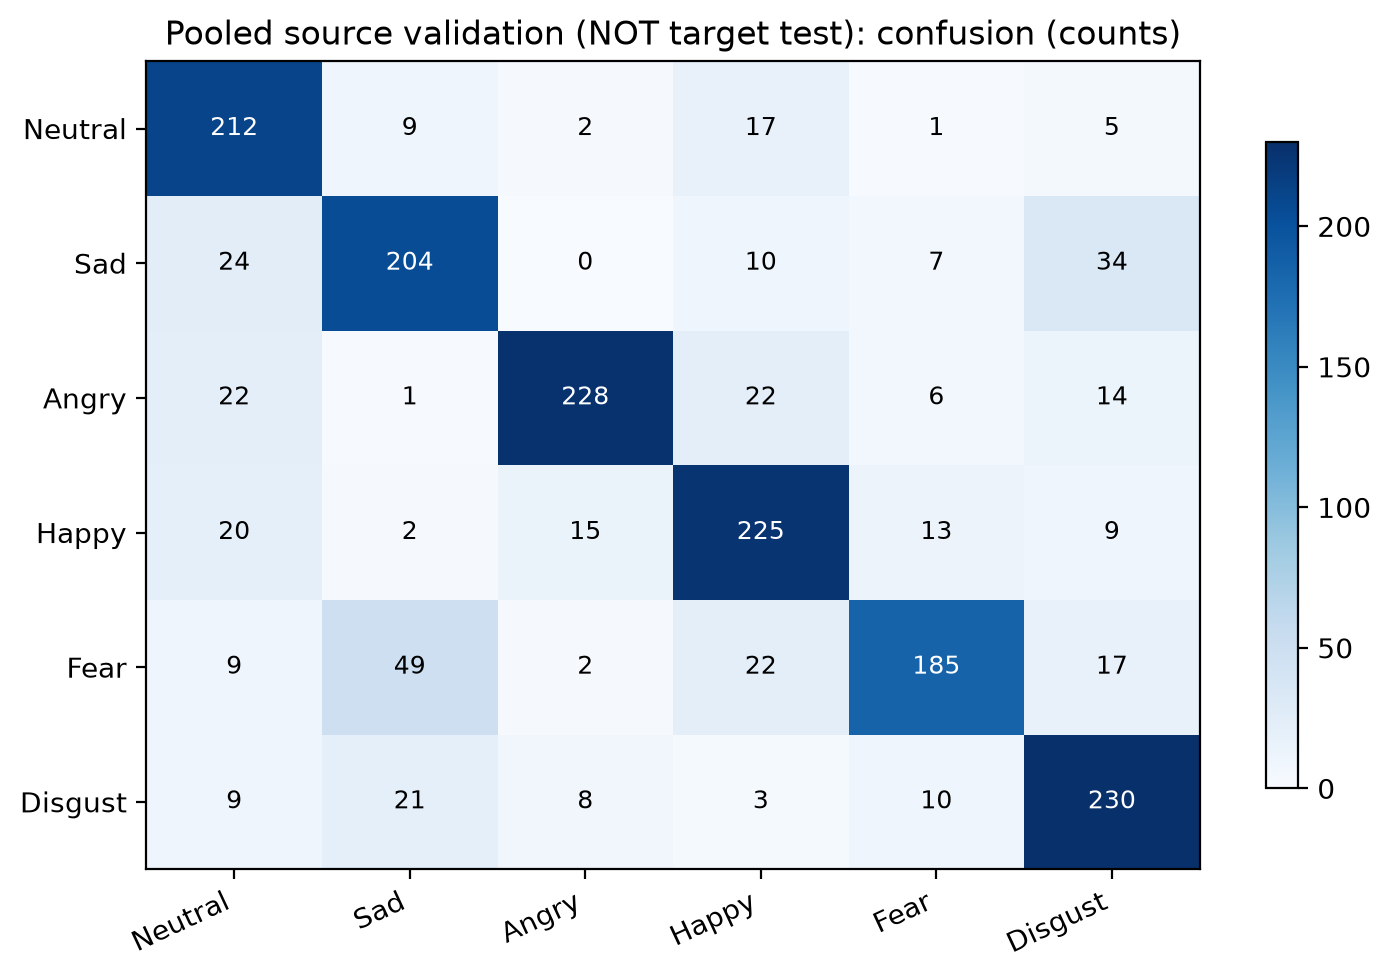 Pooled source validation (NOT target test): confusion (counts)
Neutral 212 9 2 17 1 5
Sad 24 204 0 10 7 34
Angry 22 1 228 22 6 14
Happy 20 2 15 225 13 9
Fear 9 49 2 22 185 17
Disgust 9 21 8 3 10 230
Neutral Sad Angry Happy Fear Disgust
200
150
100
50
0